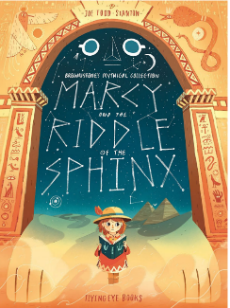 JOE TODD-STANTON
BROWNSTONE'S MYTHICAL COLLECTION
MARCY
AND THE
RIDDLE
OF THE
SPHINX
FLYING EYE BOOKS